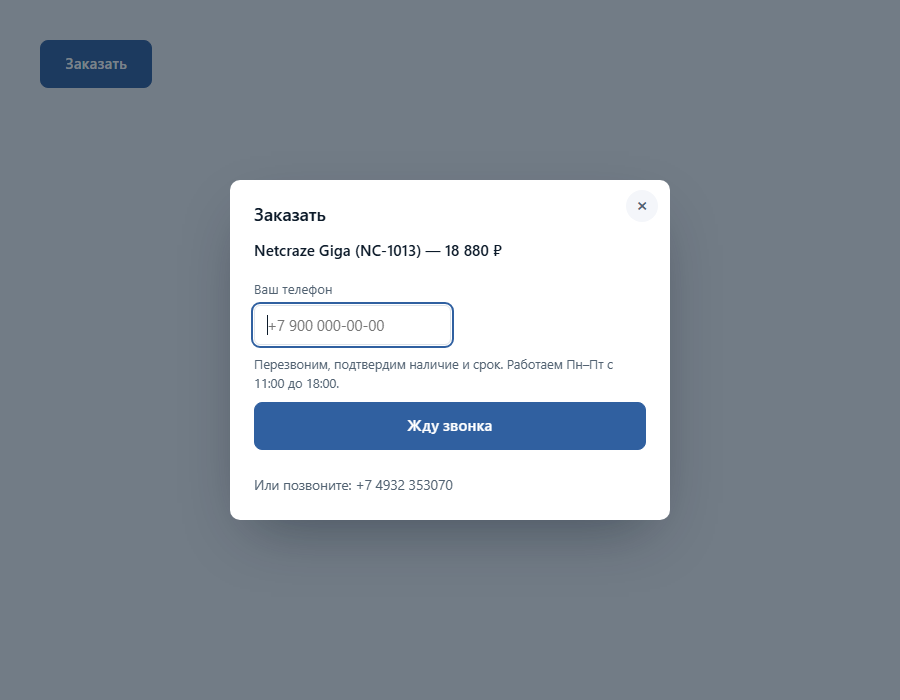 Заказать
Заказать
×
Netcraze Giga (NC-1013) — 18 880 ₽
Ваш телефон
+7 900 000-00-00
Перезвоним, подтвердим наличие и срок. Работаем Пн–Пт с
11:00 до 18:00.
Жду звонка
Или позвоните: +7 4932 353070